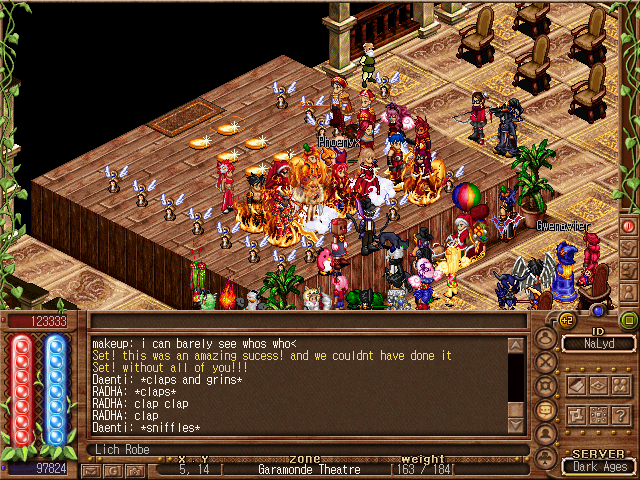 Phoenyx
Gwenavier
123333
makeup: i can barely see whos who<
Set! this was an amazing sucess! and we couldnt have done it
Set! without all of you!!!
Daenti: *claps and grins*
RADHA: *claps*
RADHA: clap clap
RADHA: clap
Daenti: *sniffles*
Lich Robe
97824
x y zone weight
5, 14 [ Garamonde Theatre [163 / 184[
+2
ID
NaLyd
SERVER
Dark Ages